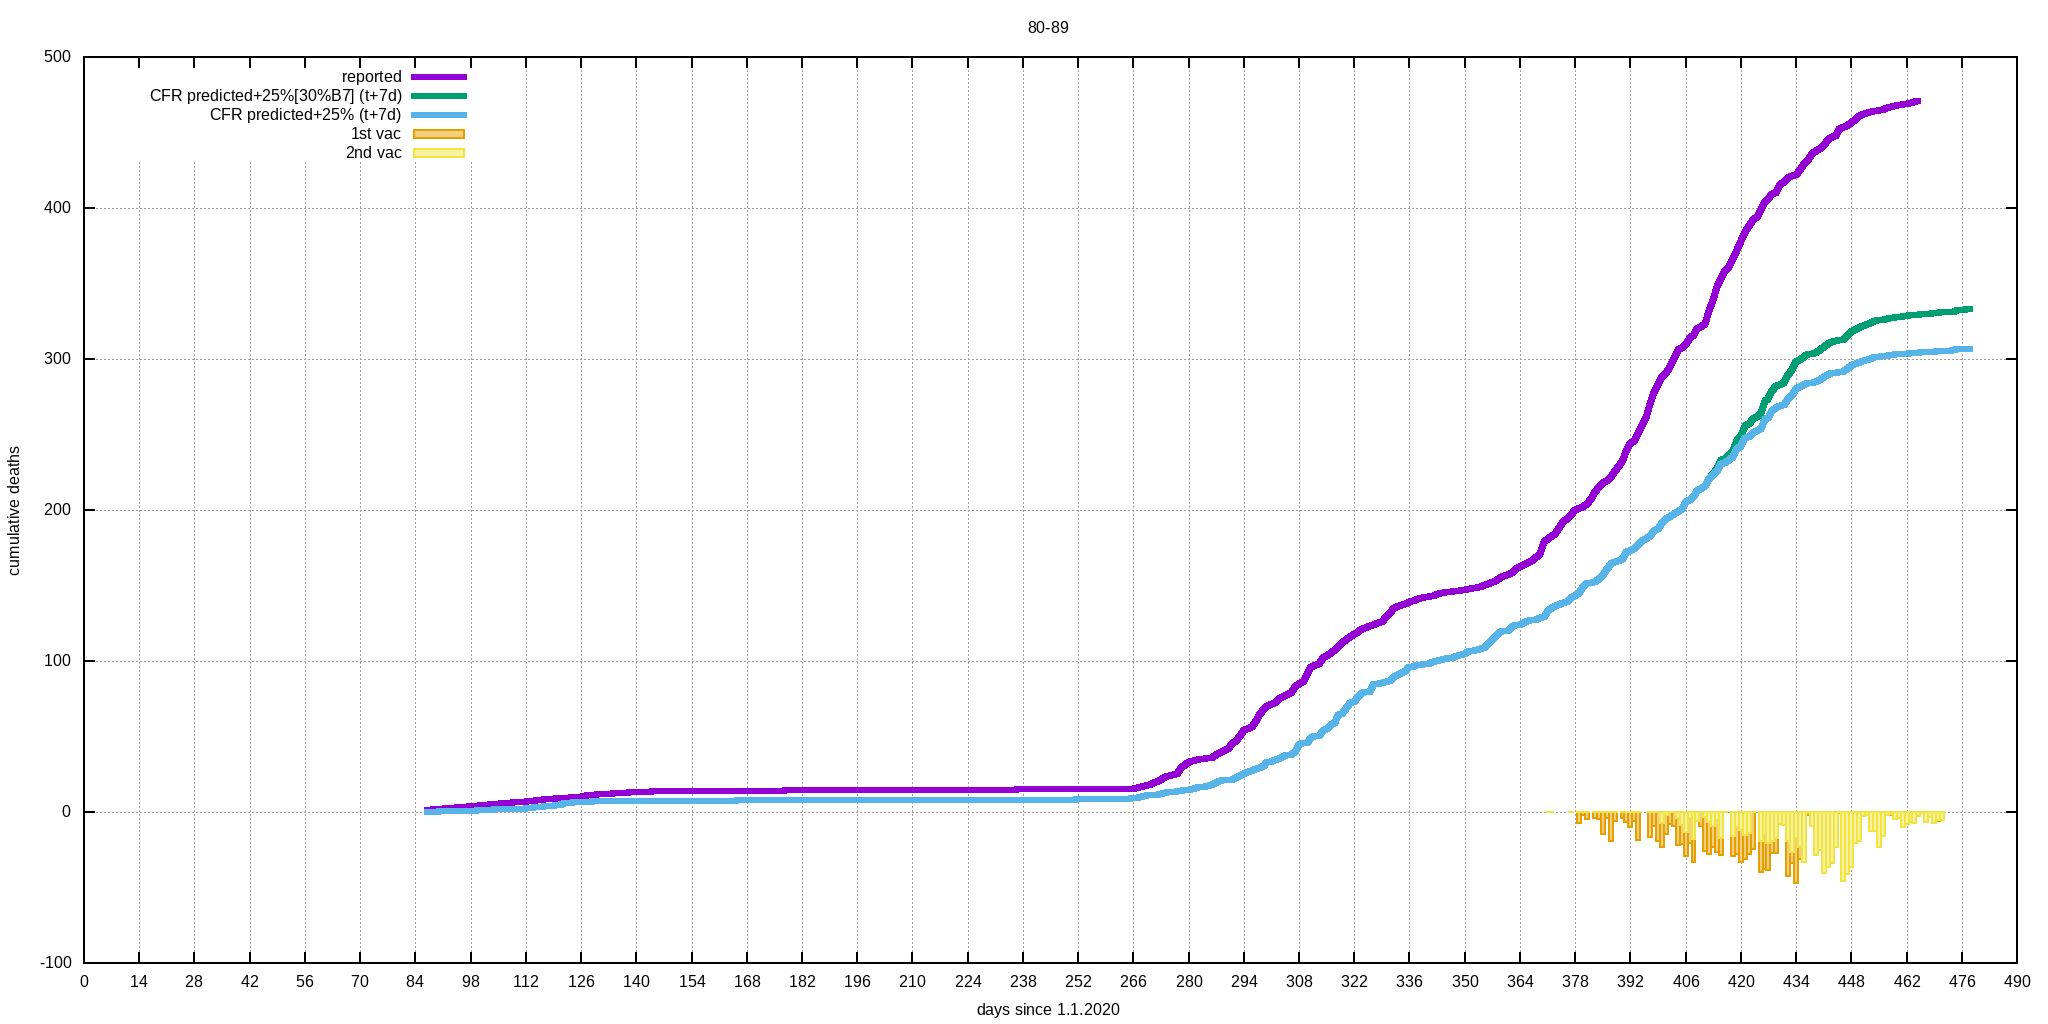 80-89
500
400
300
200
100
0
-100
cumulative deaths
reported
CFR predicted+25%[30%B7] (t+7d)
CFR predicted+25% (t+7d)
1st vac
2nd vac
0 14 28 42 56 70 84 98 112 126 140 154 168 182 196 210 224 238 252 266 280 294 308 322 336 350 364 378 392 406 420 434 448 462 476 490
days since 1.1.2020